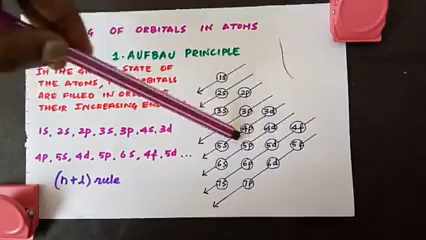 G OF ORBITALS IN ATOMS
1. AUFBAU PRINCIPLE
IN THE STATE OF
THE ATOMS, ORBITALS
ARE FILLED IN
THEIR INCREASING
1s, 2s, 2p, 3s, 3p, 4s, 3d
4p, 5s, 4d, 5p, 6s, 4f, 5d ...
(n+l) rule
1s
2s 2p
3s 3p 3d
4p 4d 4f
5s 5p 5d 5f
6s 6p 6d
7s 7p